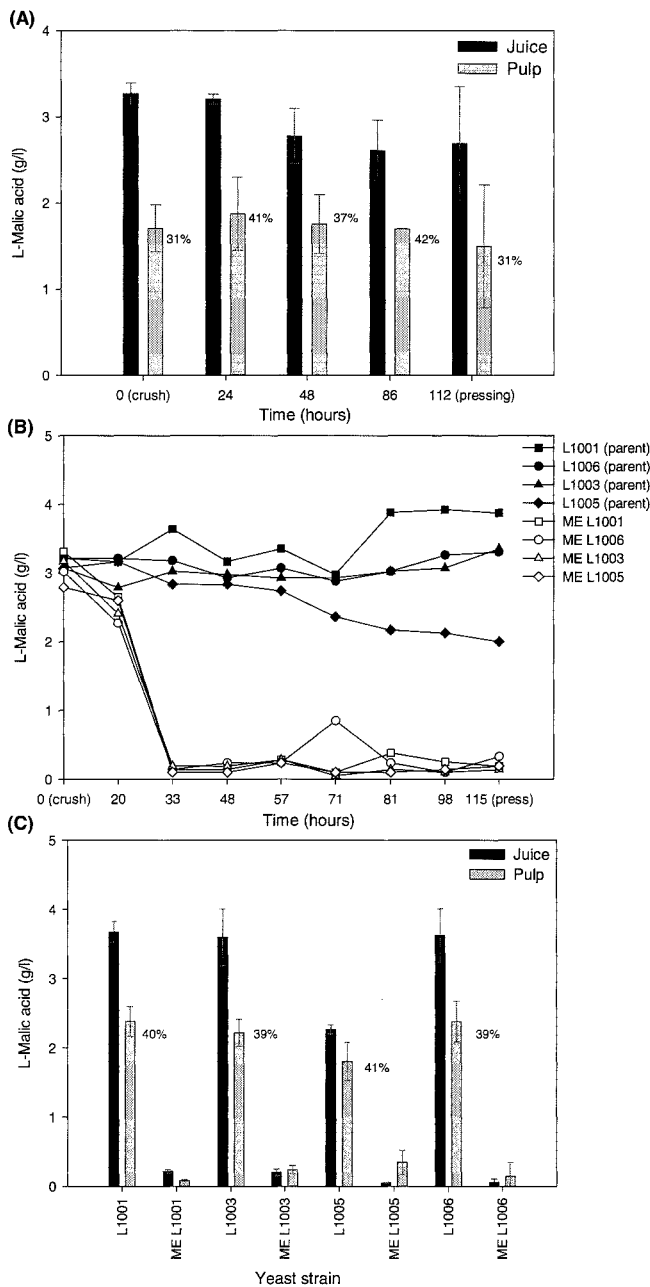 (A)
4
3
2
1
0
L-Malic acid (g/l)
Juice
Pulp
31%
41%
37%
42%
31%
0 (crush)
24
48
86
112 (pressing)
Time (hours)
(B)
5
4
3
2
1
0
L-Malic acid (g/l)
L1001 (parent)
L1006 (parent)
L1003 (parent)
L1005 (parent)
ME L1001
ME L1006
ME L1003
ME L1005
0 (crush)
20
33
48
57
71
81
98
115 (press)
Time (hours)
(C)
5
4
3
2
1
0
L-Malic acid (g/l)
Juice
Pulp
40%
39%
41%
39%
L1001
ME L1001
L1003
ME L1003
L1005
ME L1005
L1006
ME L1006
Yeast strain